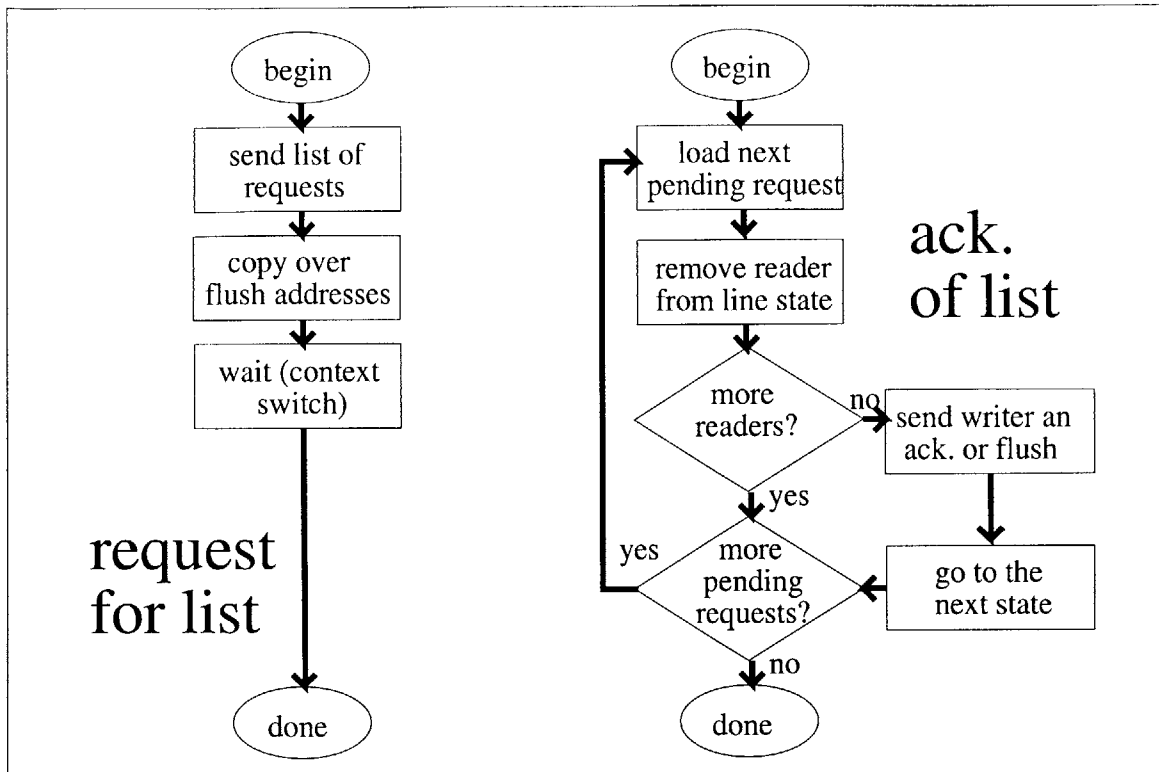 begin
send list of
requests
copy over
flush addresses
wait (context
switch)
request
for list
done
begin
load next
pending request
remove reader
from line state
ack.
of list
more
readers?
no
send writer an
ack. or flush
yes
go to the
next state
more
pending
requests?
yes
no
done